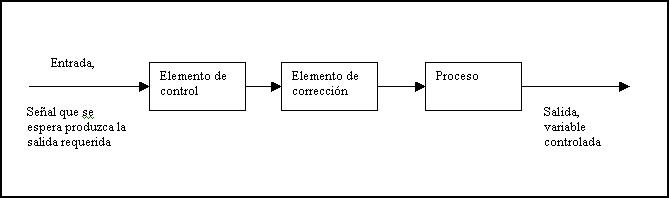 Entrada,
Señal que se
espera produzca la
salida requerida
Elemento de
control
Elemento de
corrección
Proceso
Salida,
variable
controlada